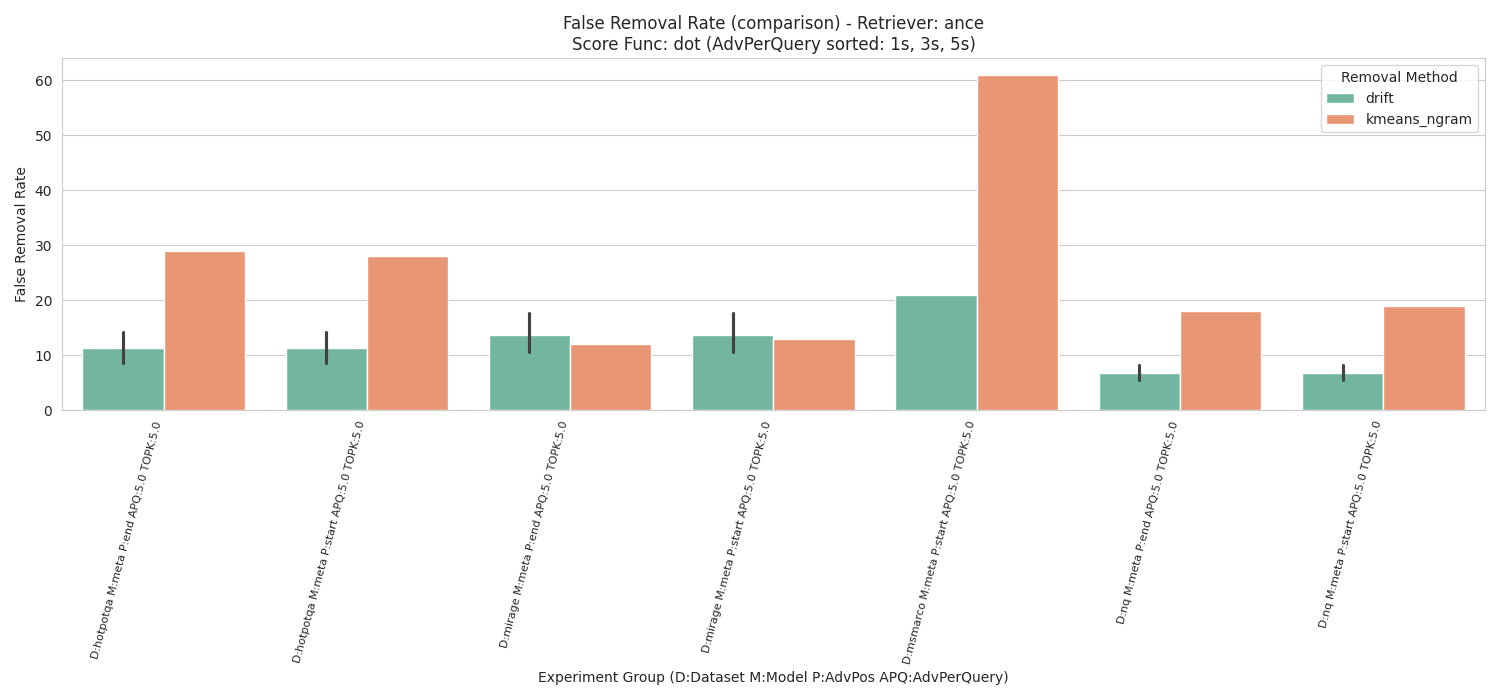 False Removal Rate (comparison) - Retriever: ance
Score Func: dot (AdvPerQuery sorted: 1s, 3s, 5s)
Removal Method
drift
kmeans_ngram
False Removal Rate
60
50
40
30
20
10
0
D:hotpotqa M:meta P:end APQ:5.0 TOPK:5.0
D:hotpotqa M:meta P:start APQ:5.0 TOPK:5.0
D:mirage M:meta P:end APQ:5.0 TOPK:5.0
D:mirage M:meta P:start APQ:5.0 TOPK:5.0
D:msmarco M:meta P:start APQ:5.0 TOPK:5.0
D:nq M:meta P:end APQ:5.0 TOPK:5.0
D:nq M:meta P:start APQ:5.0 TOPK:5.0
Experiment Group (D:Dataset M:Model P:AdvPos APQ:AdvPerQuery)